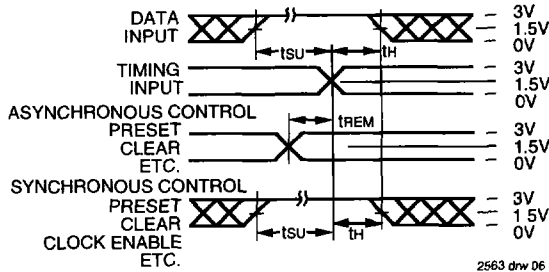 DATA INPUT
3V
1.5V
0V
tSU
tH
TIMING INPUT
3V
1.5V
0V
ASYNCHRONOUS CONTROL
PRESET
CLEAR
ETC.
tREM
3V
1.5V
0V
SYNCHRONOUS CONTROL
PRESET
CLEAR
CLOCK ENABLE
ETC.
tSU
tH
3V
1 5V
0V
2563 drw 06